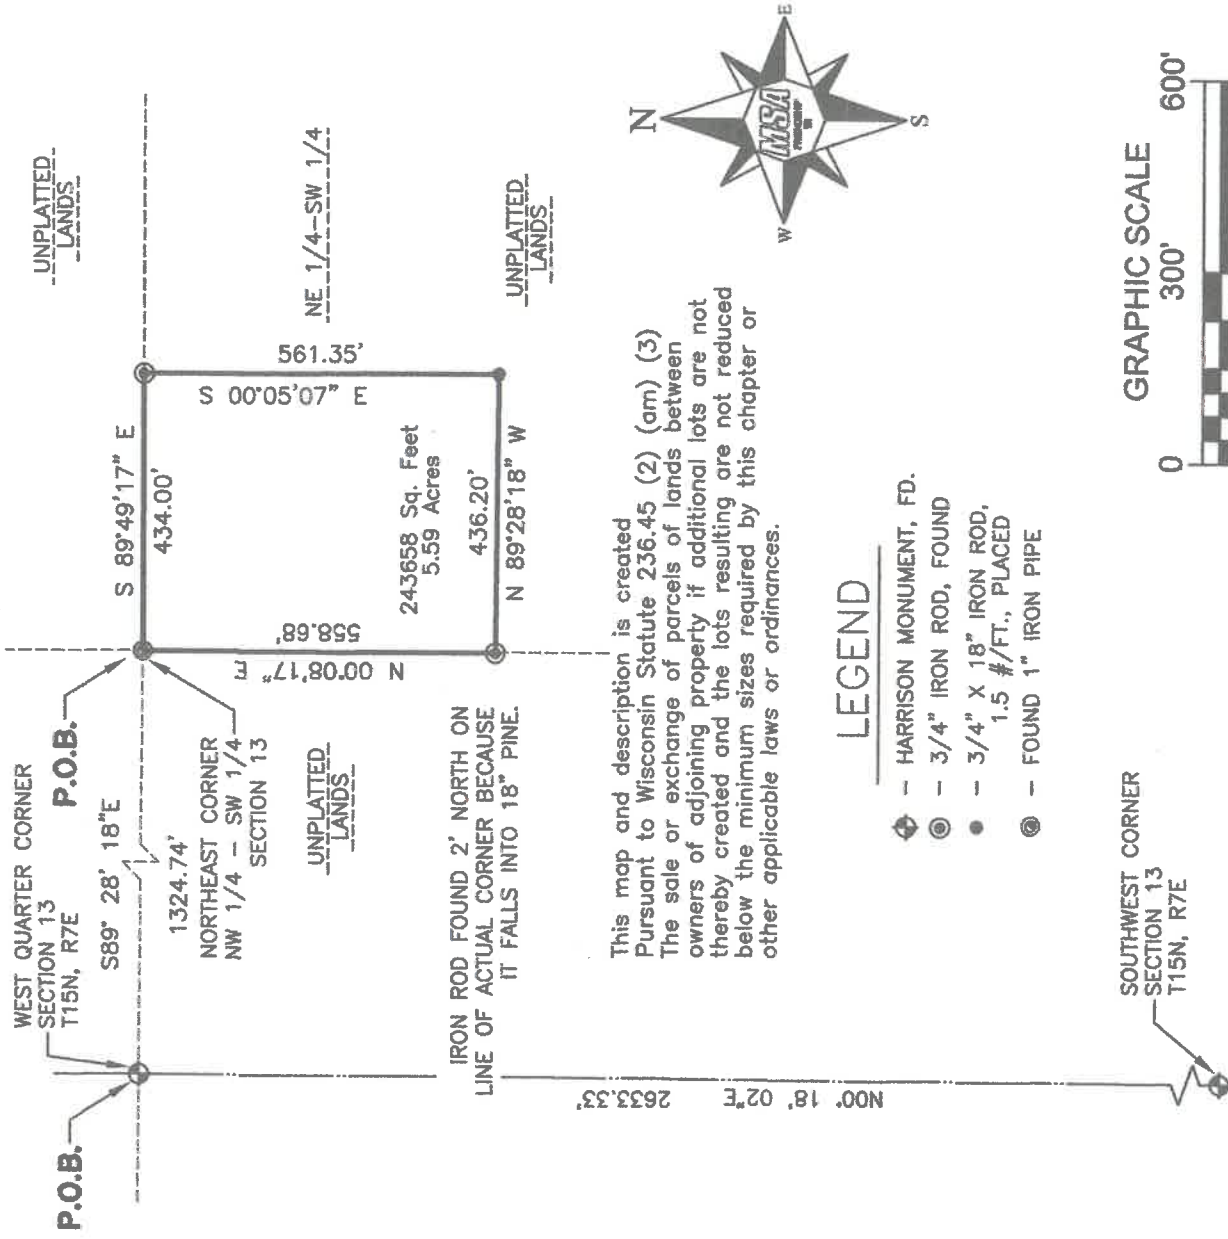 WEST QUARTER CORNER
SECTION 13
T15N, R7E
P.O.B.
P.O.B.
S89° 28' 18"E
1324.74'
NORTHEAST CORNER
NW 1/4 – SW 1/4
SECTION 13
UNPLATTED
LANDS
S 89°49'17" E
434.00'
UNPLATTED
LANDS
N 00°08'17" E
558.68'
243658 Sq. Feet
5.59 Acres
561.35'
NE 1/4–SW 1/4
436.20'
N 89°28'18" W
UNPLATTED
LANDS
IRON ROD FOUND 2' NORTH ON
LINE OF ACTUAL CORNER BECAUSE
IT FALLS INTO 18" PINE.
N00° 18' 02"E 2633.33'
This map and description is created
Pursuant to Wisconsin Statute 236.45 (2) (am) (3)
The sale or exchange of parcels of lands between
owners of adjoining property if additional lots are not
thereby created and the lots resulting are not reduced
below the minimum sizes required by this chapter or
other applicable laws or ordinances.
N
W
E
S
MSA
LEGEND
– HARRISON MONUMENT, FD.
– 3/4" IRON ROD, FOUND
– 3/4" X 18" IRON ROD,
1.5 #/FT., PLACED
– FOUND 1" IRON PIPE
SOUTHWEST CORNER
SECTION 13
T15N, R7E
GRAPHIC SCALE
0 300' 600'